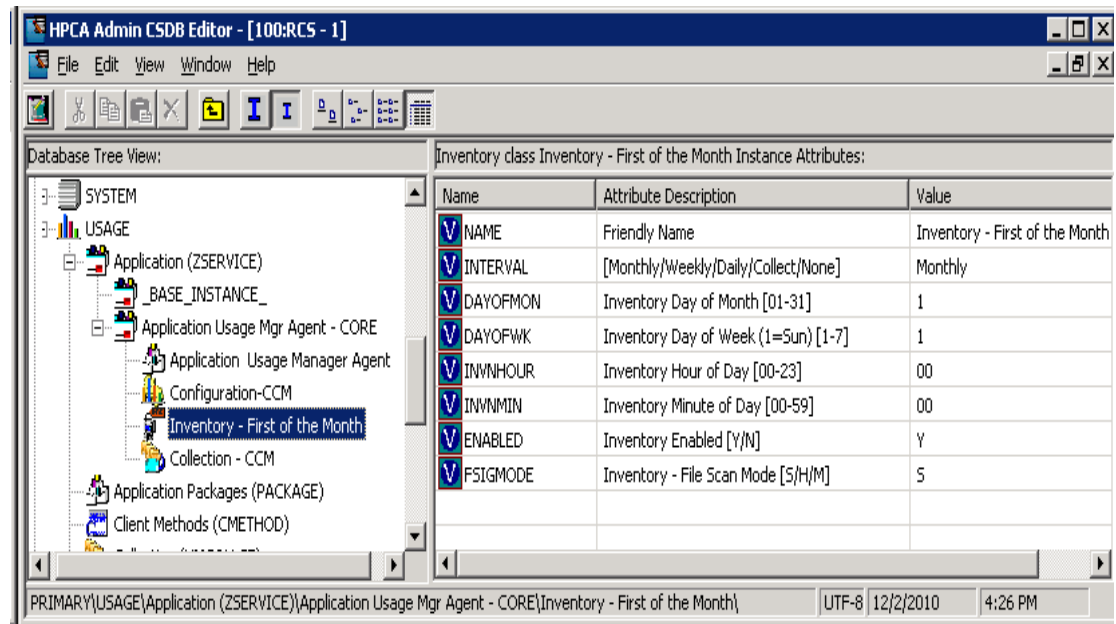 HPCA Admin CSDB Editor - [100:RCS - 1]
File Edit View Window Help
Database Tree View:
SYSTEM
USAGE
Application (ZSERVICE)
_BASE_INSTANCE_
Application Usage Mgr Agent - CORE
Application Usage Manager Agent
Configuration-CCM
Inventory - First of the Month
Collection - CCM
Application Packages (PACKAGE)
Client Methods (CMETHOD)
Inventory class Inventory - First of the Month Instance Attributes:
Name Attribute Description Value
NAME Friendly Name Inventory - First of the Month
INTERVAL [Monthly/Weekly/Daily/Collect/None] Monthly
DAYOFMON Inventory Day of Month [01-31] 1
DAYOFWK Inventory Day of Week (1=Sun) [1-7] 1
INVNHOUR Inventory Hour of Day [00-23] 00
INVNMIN Inventory Minute of Day [00-59] 00
ENABLED Inventory Enabled [Y/N] Y
FSIGMODE Inventory - File Scan Mode [S/H/M] S
PRIMARY\USAGE\Application (ZSERVICE)\Application Usage Mgr Agent - CORE\Inventory - First of the Month\ UTF-8 12/2/2010 4:26 PM